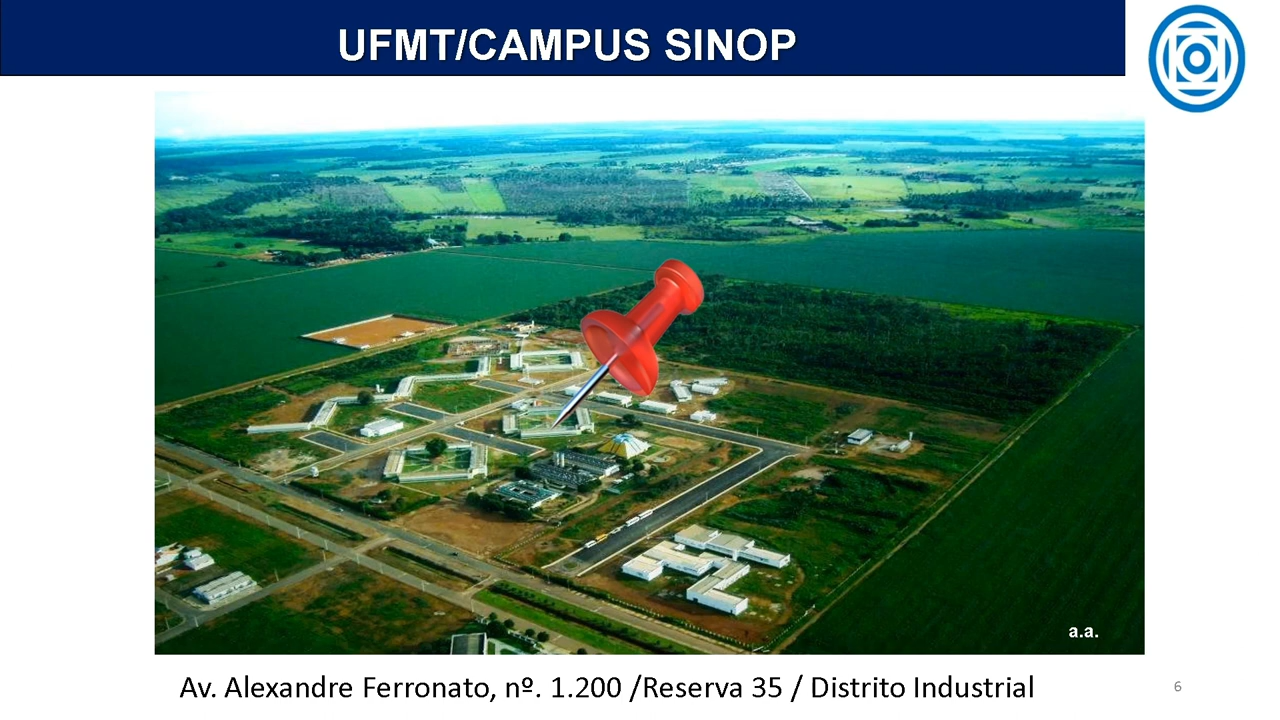 UFMT/CAMPUS SINOP
a.a.
Av. Alexandre Ferronato, nº. 1.200 /Reserva 35 / Distrito Industrial
6